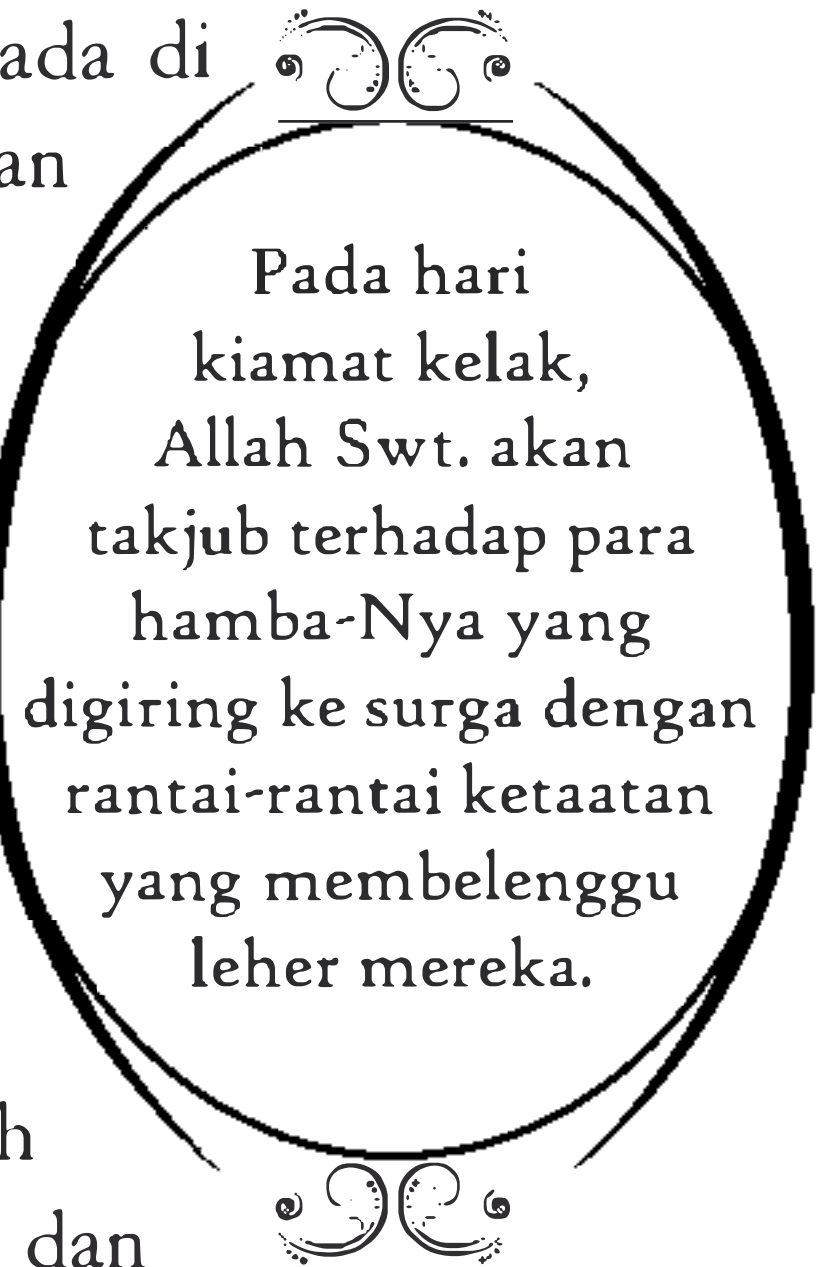 ada di
an
Pada hari
kiamat kelak,
Allah Swt. akan
takjub terhadap para
hamba-Nya yang
digiring ke surga dengan
rantai-rantai ketaatan
yang membelenggu
leher mereka.
h
dan